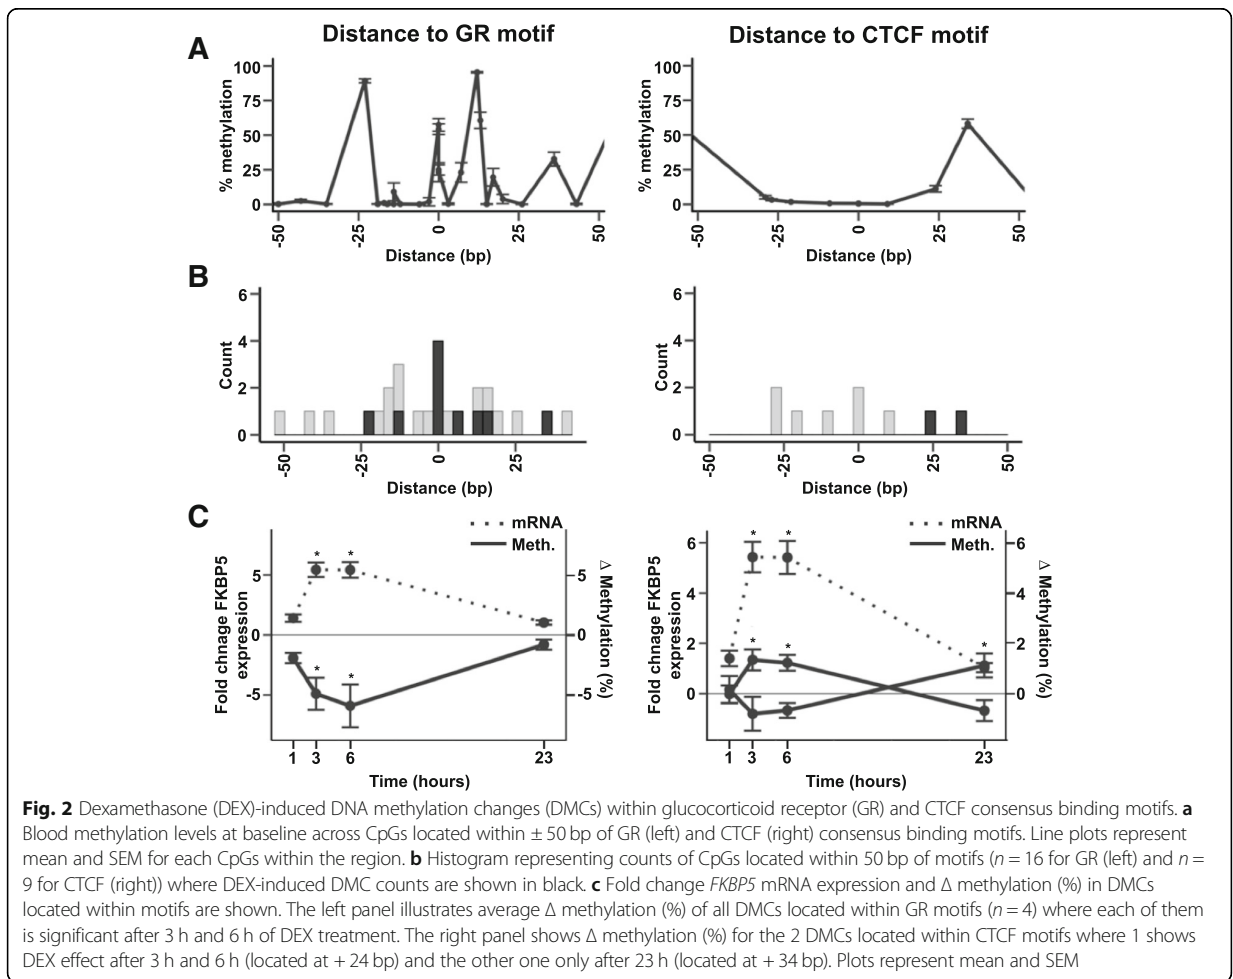 A
Distance to GR motif
Distance to CTCF motif
% methylation
100
75
50
25
0
-50
-25
0
25
50
Distance (bp)
% methylation
100
75
50
25
0
-50
-25
0
25
50
Distance (bp)
B
Count
6
4
2
0
-50
-25
0
25
Distance (bp)
Count
6
4
2
0
-50
-25
0
25
50
Distance (bp)
C
mRNA
Meth.
Fold chnage FKBP5
expression
5
0
-5
* *
* *
5
0
-5
Δ Methylation (%)
1 3 6 23
Time (hours)
mRNA
Meth.
Fold chnage FKBP5
expression
6
4
2
0
* *
* * *
6
4
2
0
Δ Methylation (%)
1 3 6 23
Time (hours)
Fig. 2 Dexamethasone (DEX)-induced DNA methylation changes (DMCs) within glucocorticoid receptor (GR) and CTCF consensus binding motifs. a
Blood methylation levels at baseline across CpGs located within ± 50 bp of GR (left) and CTCF (right) consensus binding motifs. Line plots represent
mean and SEM for each CpGs within the region. b Histogram representing counts of CpGs located within 50 bp of motifs (n = 16 for GR (left) and n =
9 for CTCF (right)) where DEX-induced DMC counts are shown in black. c Fold change FKBP5 mRNA expression and Δ methylation (%) in DMCs
located within motifs are shown. The left panel illustrates average Δ methylation (%) of all DMCs located within GR motifs (n = 4) where each of them
is significant after 3 h and 6 h of DEX treatment. The right panel shows Δ methylation (%) for the 2 DMCs located within CTCF motifs where 1 shows
DEX effect after 3 h and 6 h (located at + 24 bp) and the other one only after 23 h (located at + 34 bp). Plots represent mean and SEM